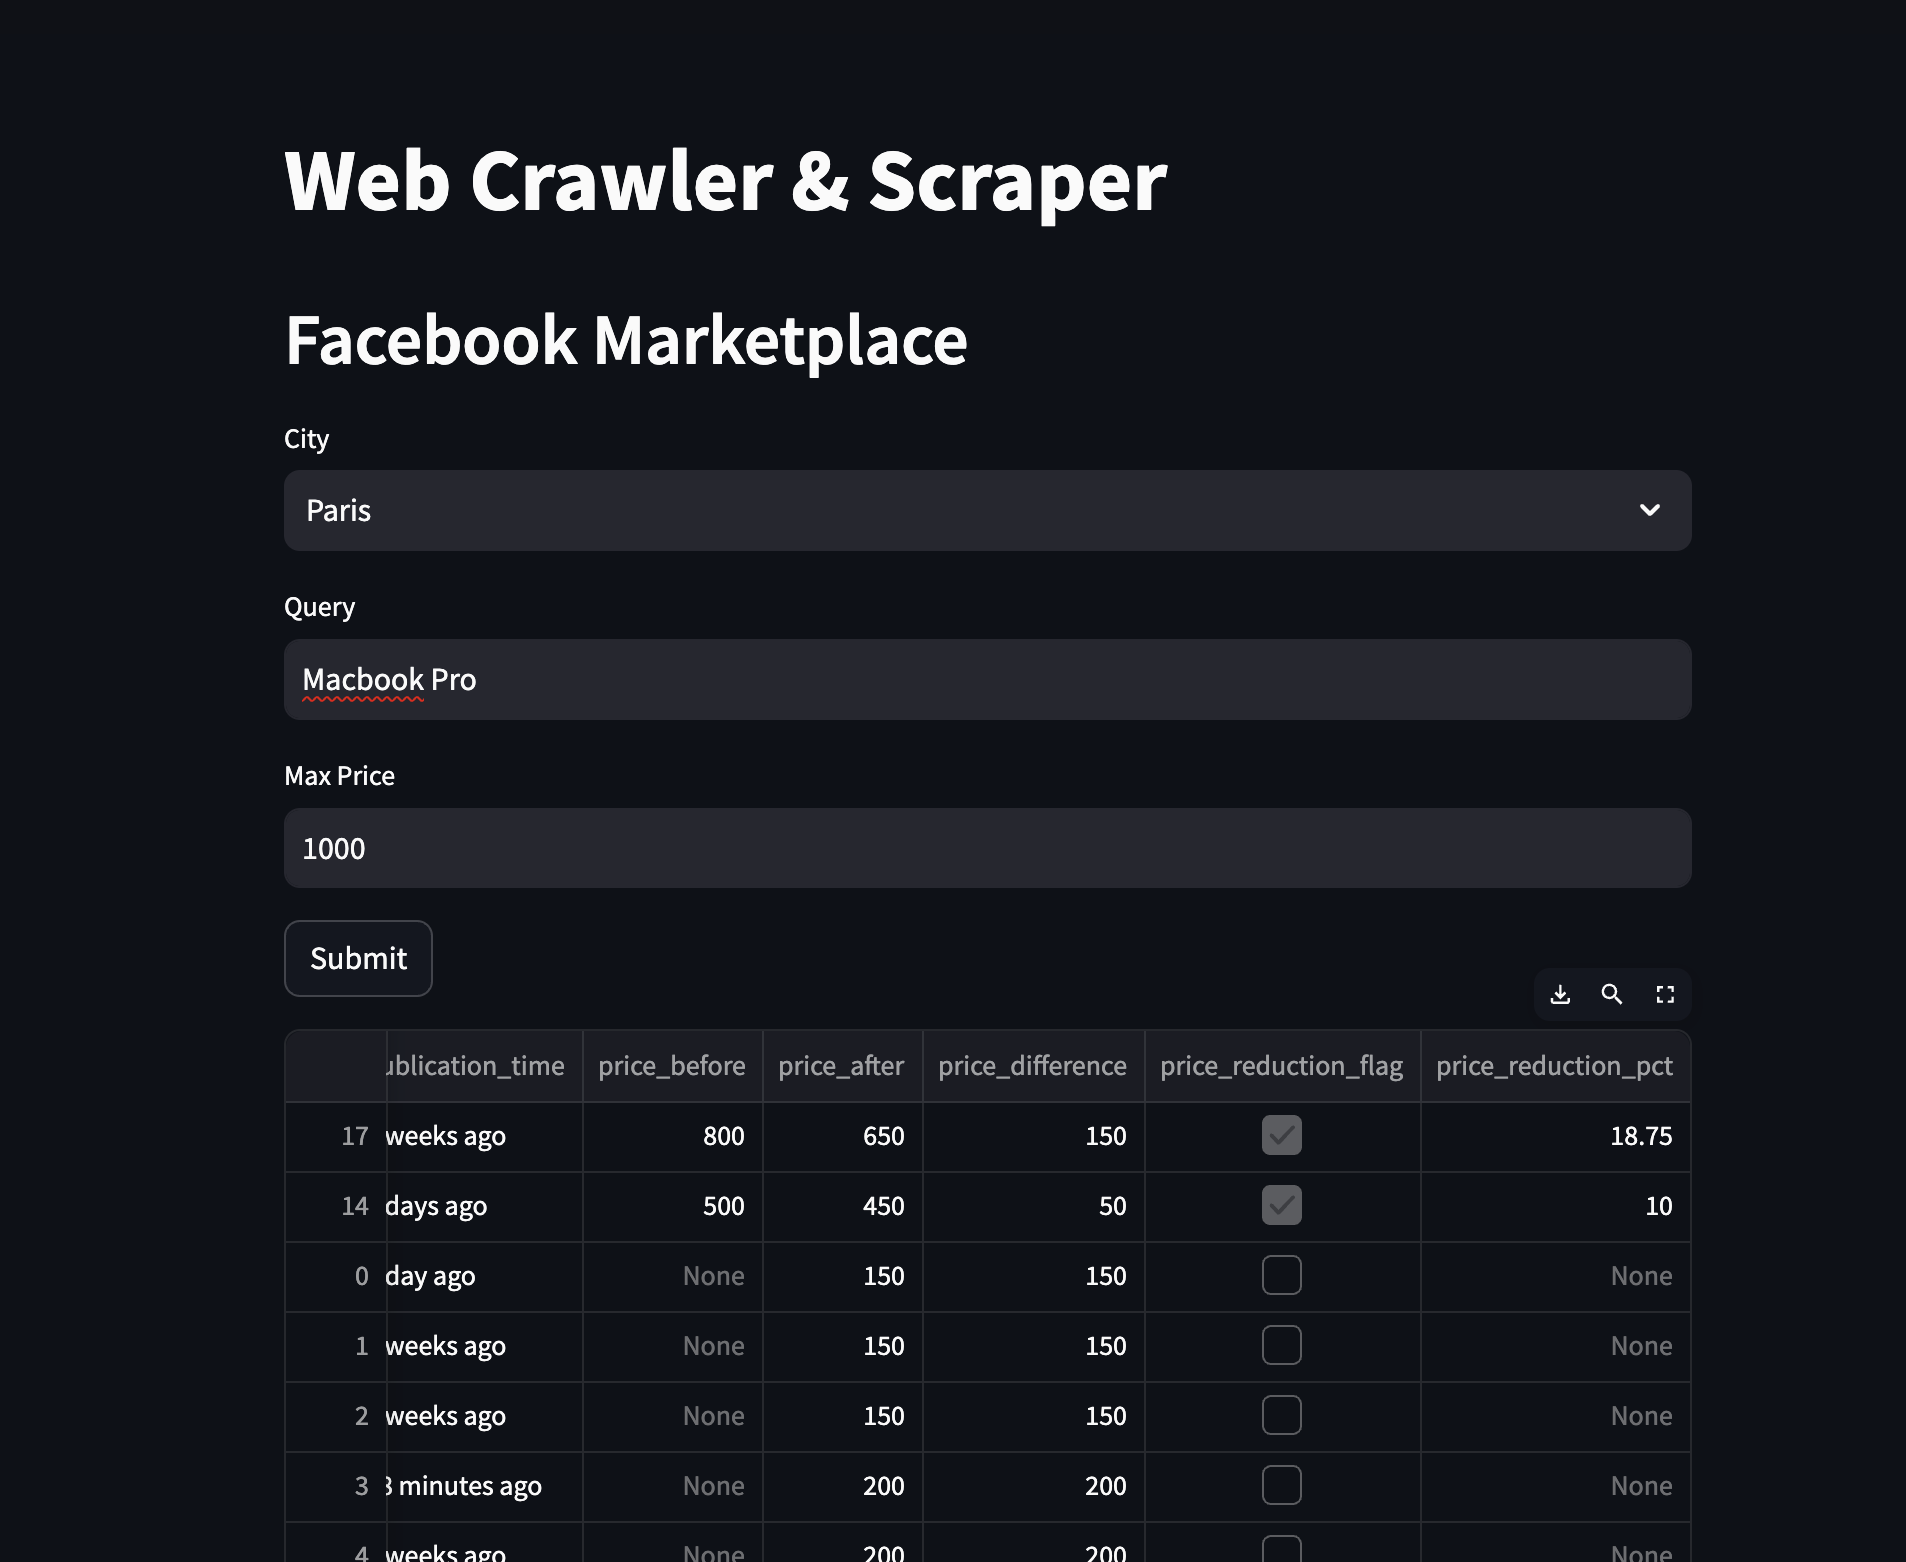 Web Crawler & Scraper
Facebook Marketplace
City
Paris
Query
Macbook Pro
Max Price
1000
Submit
ublication_time price_before price_after price_difference price_reduction_flag price_reduction_pct
17 weeks ago 800 650 150 18.75
14 days ago 500 450 50 10
0 day ago None 150 150 None
1 weeks ago None 150 150 None
2 weeks ago None 150 150 None
3 3 minutes ago None 200 200 None
4 weeks ago None 200 200 None